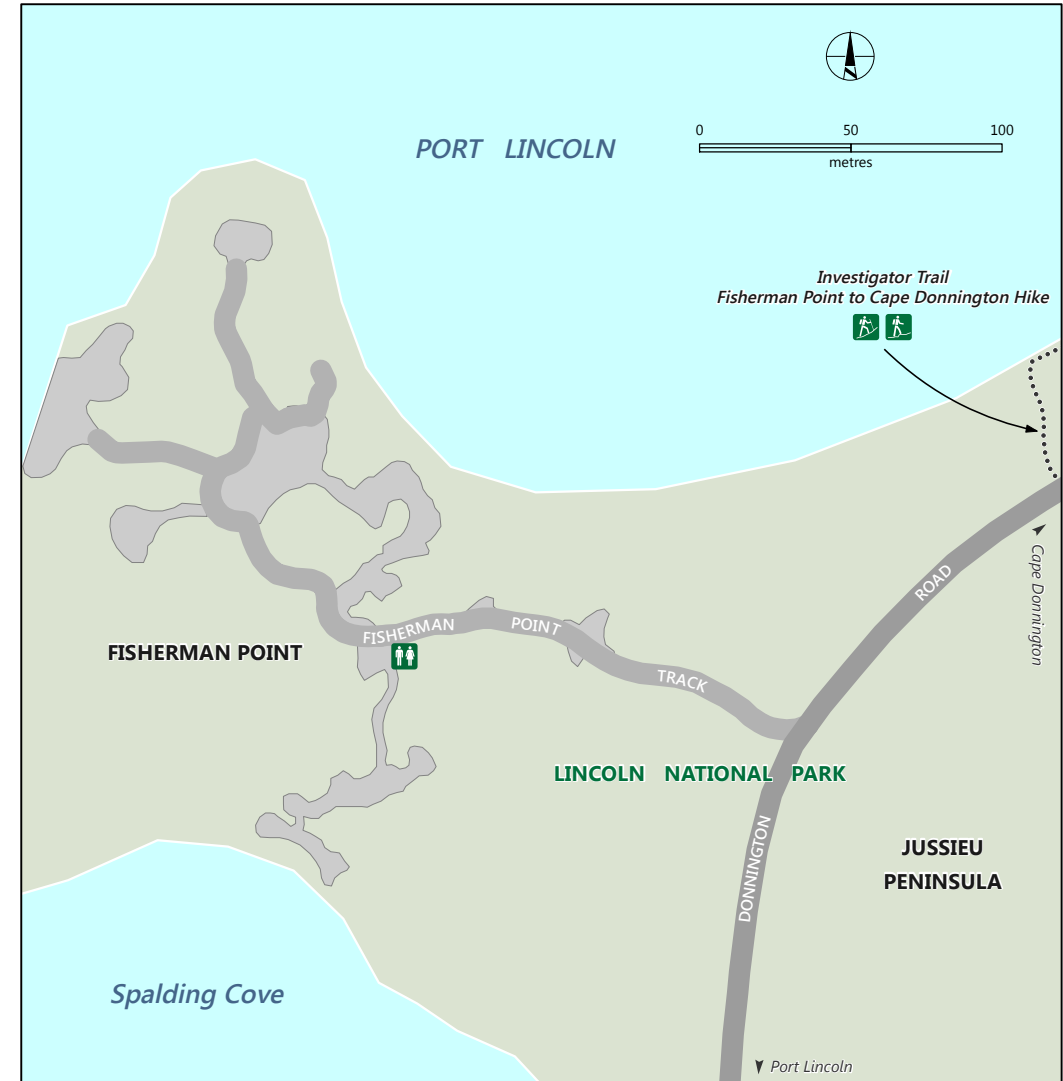 PORT LINCOLN
0 50 100
metres
Investigator Trail
Fisherman Point to Cape Donnington Hike
Cape Donnington
ROAD
FISHERMAN POINT TRACK
FISHERMAN POINT
LINCOLN NATIONAL PARK
DONNINGTON
JUSSIEU
PENINSULA
Spalding Cove
Port Lincoln